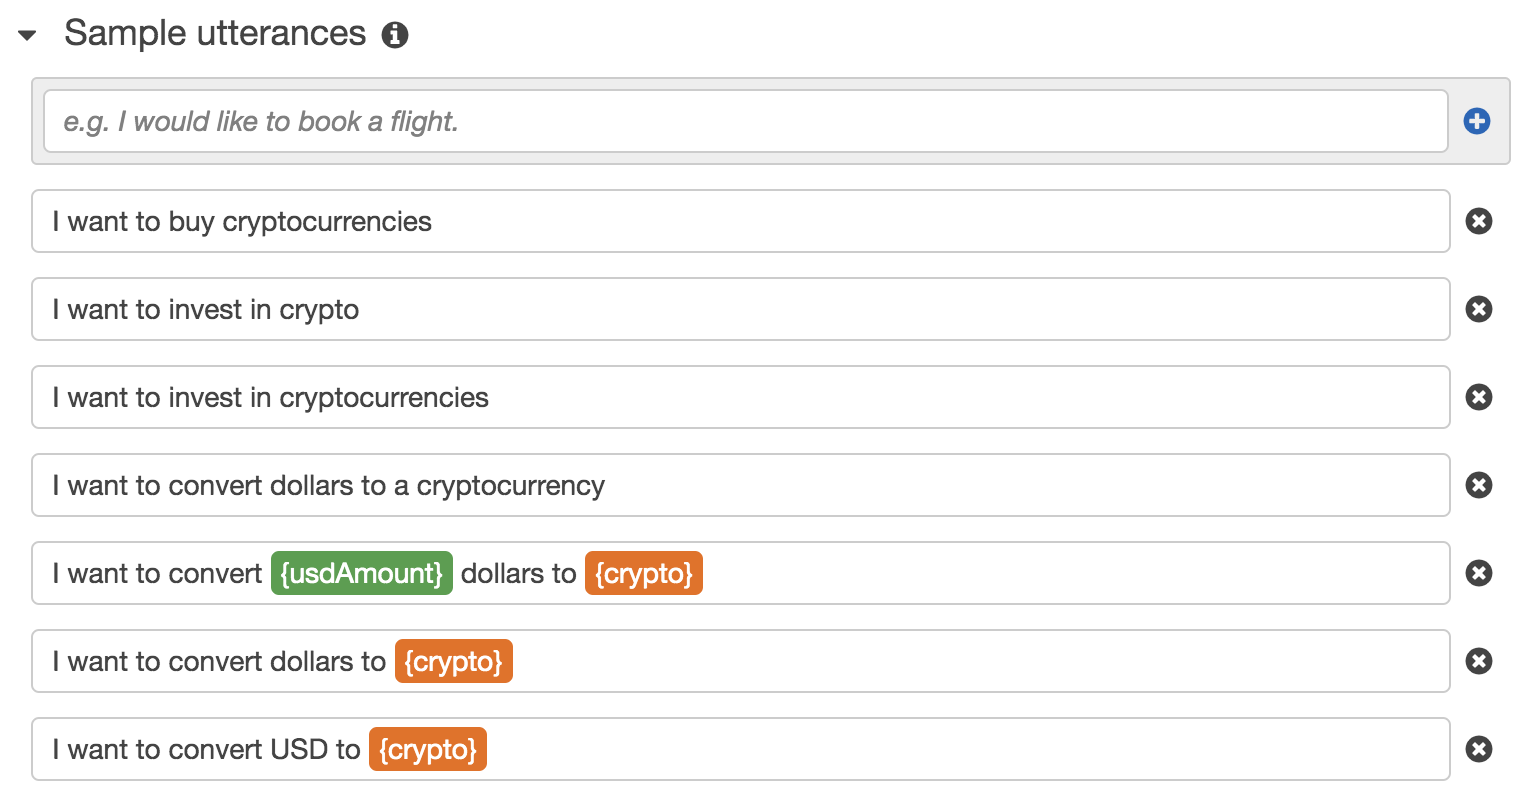 Sample utterances
e.g. I would like to book a flight.
I want to buy cryptocurrencies
I want to invest in crypto
I want to invest in cryptocurrencies
I want to convert dollars to a cryptocurrency
I want to convert {usdAmount} dollars to {crypto}
I want to convert dollars to {crypto}
I want to convert USD to {crypto}